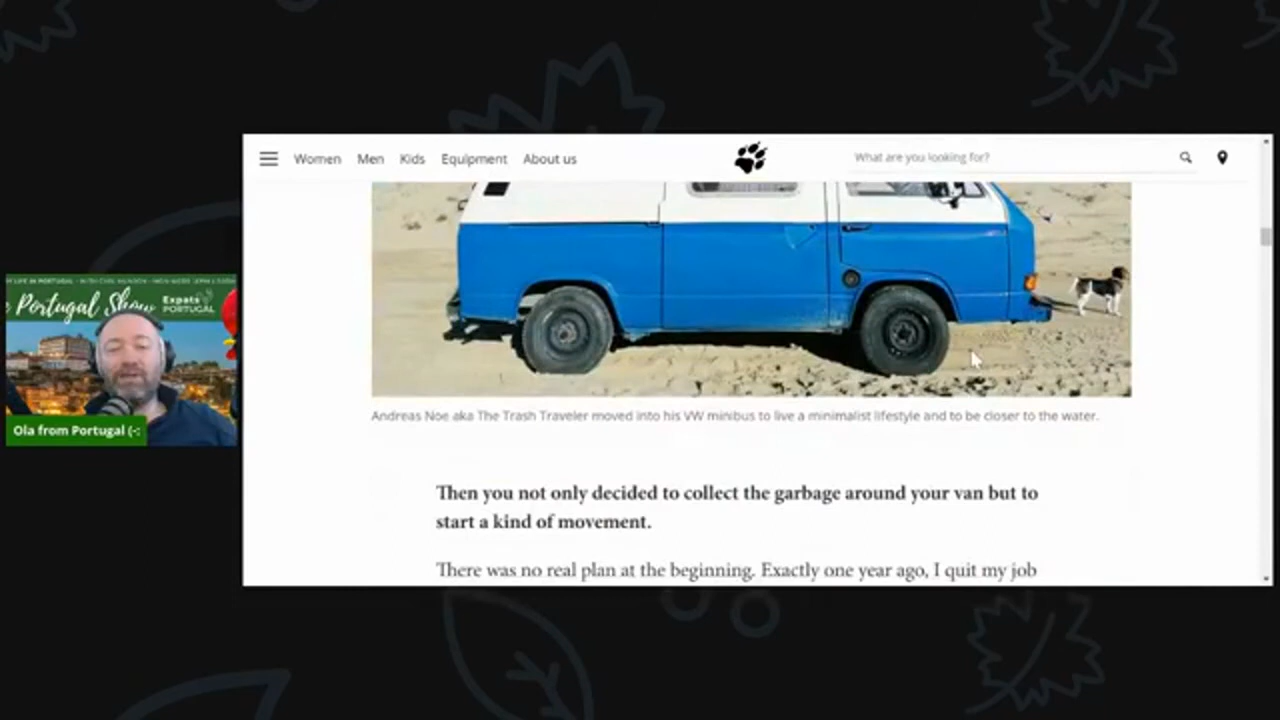 Women Men Kids Equipment About us What are you looking for?
Portugal Show
Expats
PORTUGAL
Ola from Portugal (-:
Andreas Noe aka The Trash Traveler moved into his VW minibus to live a minimalist lifestyle and to be closer to the water.
Then you not only decided to collect the garbage around your van but to
start a kind of movement.
There was no real plan at the beginning. Exactly one year ago, I quit my job